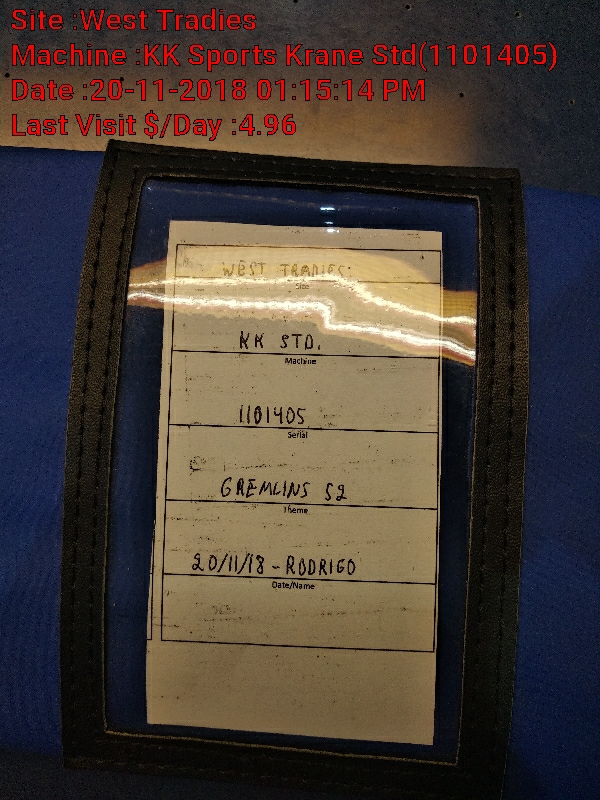 Site :West Tradies
Machine :KK Sports Krane Std(1101405)
Date :20-11-2018 01:15:14 PM
Last Visit $/Day :4.96
WEST TRADIES.
Size
KK STD.
Machine
1101405
Serial
GREMLINS S2
Theme
20/11/18 - RODRIGO
Date/Name